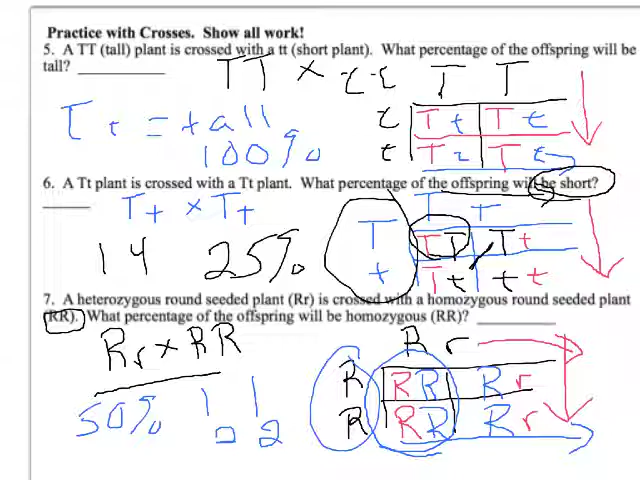 Practice with Crosses. Show all work!
5. A TT (tall) plant is crossed with a tt (short plant). What percentage of the offspring will be
tall? __________
TT × tt
T T
t Tt Tt
t Tt Tt
Tt = tall
100%
6. A Tt plant is crossed with a Tt plant. What percentage of the offspring will be short?
_____
Tt × Tt
T t
T TT Tt
t Tt tt
14 25%
7. A heterozygous round seeded plant (Rr) is crossed with a homozygous round seeded plant
(RR). What percentage of the offspring will be homozygous (RR)? _________
Rr × RR
R r
R RR Rr
R RR Rr
50%